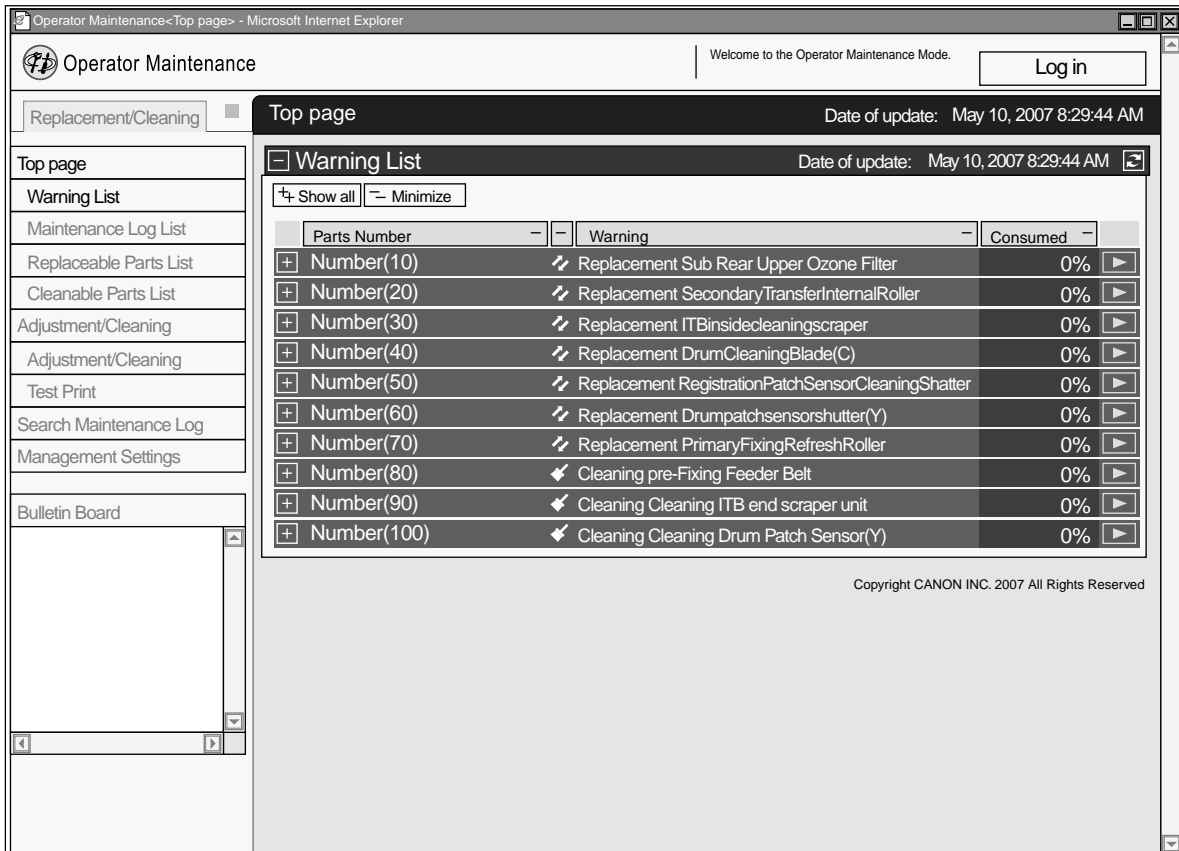 Operator Maintenance<Top page> - Microsoft Internet Explorer
Operator Maintenance
Welcome to the Operator Maintenance Mode.
Log in
Replacement/Cleaning
Top page
Date of update: May 10, 2007 8:29:44 AM
Top page
Warning List
Maintenance Log List
Replaceable Parts List
Cleanable Parts List
Adjustment/Cleaning
Adjustment/Cleaning
Test Print
Search Maintenance Log
Management Settings
Bulletin Board
Warning List
Date of update: May 10, 2007 8:29:44 AM
Show all
Minimize
Parts Number Warning Consumed
Number(10) Replacement Sub Rear Upper Ozone Filter 0%
Number(20) Replacement SecondaryTransferInternalRoller 0%
Number(30) Replacement ITBinsidecleaningscraper 0%
Number(40) Replacement DrumCleaningBlade(C) 0%
Number(50) Replacement RegistrationPatchSensorCleaningShatter 0%
Number(60) Replacement Drumpatchsensorshutter(Y) 0%
Number(70) Replacement PrimaryFixingRefreshRoller 0%
Number(80) Cleaning pre-Fixing Feeder Belt 0%
Number(90) Cleaning Cleaning ITB end scraper unit 0%
Number(100) Cleaning Cleaning Drum Patch Sensor(Y) 0%
Copyright CANON INC. 2007 All Rights Reserved